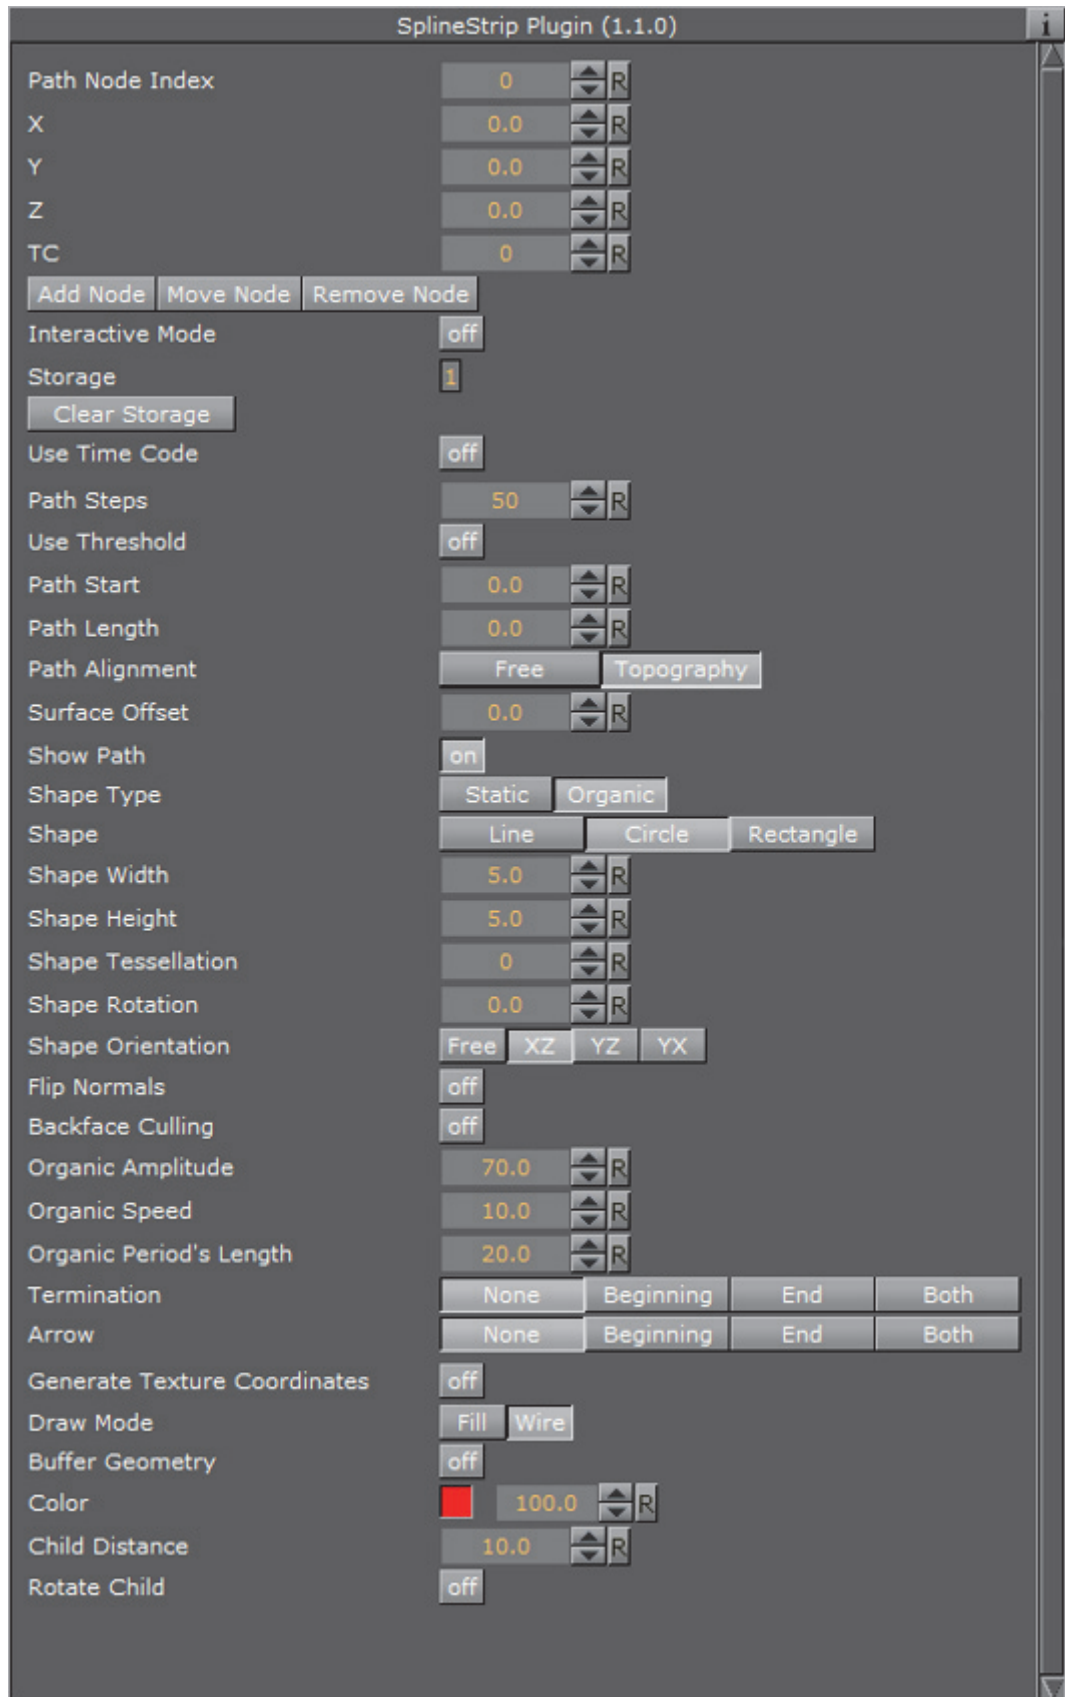 SplineStrip Plugin (1.1.0) i
Path Node Index 0 R
X 0.0 R
Y 0.0 R
Z 0.0 R
TC 0 R
Add Node Move Node Remove Node
Interactive Mode off
Storage 1
Clear Storage
Use Time Code off
Path Steps 50 R
Use Threshold off
Path Start 0.0 R
Path Length 0.0 R
Path Alignment Free Topography
Surface Offset 0.0 R
Show Path on
Shape Type Static Organic
Shape Line Circle Rectangle
Shape Width 5.0 R
Shape Height 5.0 R
Shape Tessellation 0 R
Shape Rotation 0.0 R
Shape Orientation Free XZ YZ YX
Flip Normals off
Backface Culling off
Organic Amplitude 70.0 R
Organic Speed 10.0 R
Organic Period's Length 20.0 R
Termination None Beginning End Both
Arrow None Beginning End Both
Generate Texture Coordinates off
Draw Mode Fill Wire
Buffer Geometry off
Color 100.0 R
Child Distance 10.0 R
Rotate Child off